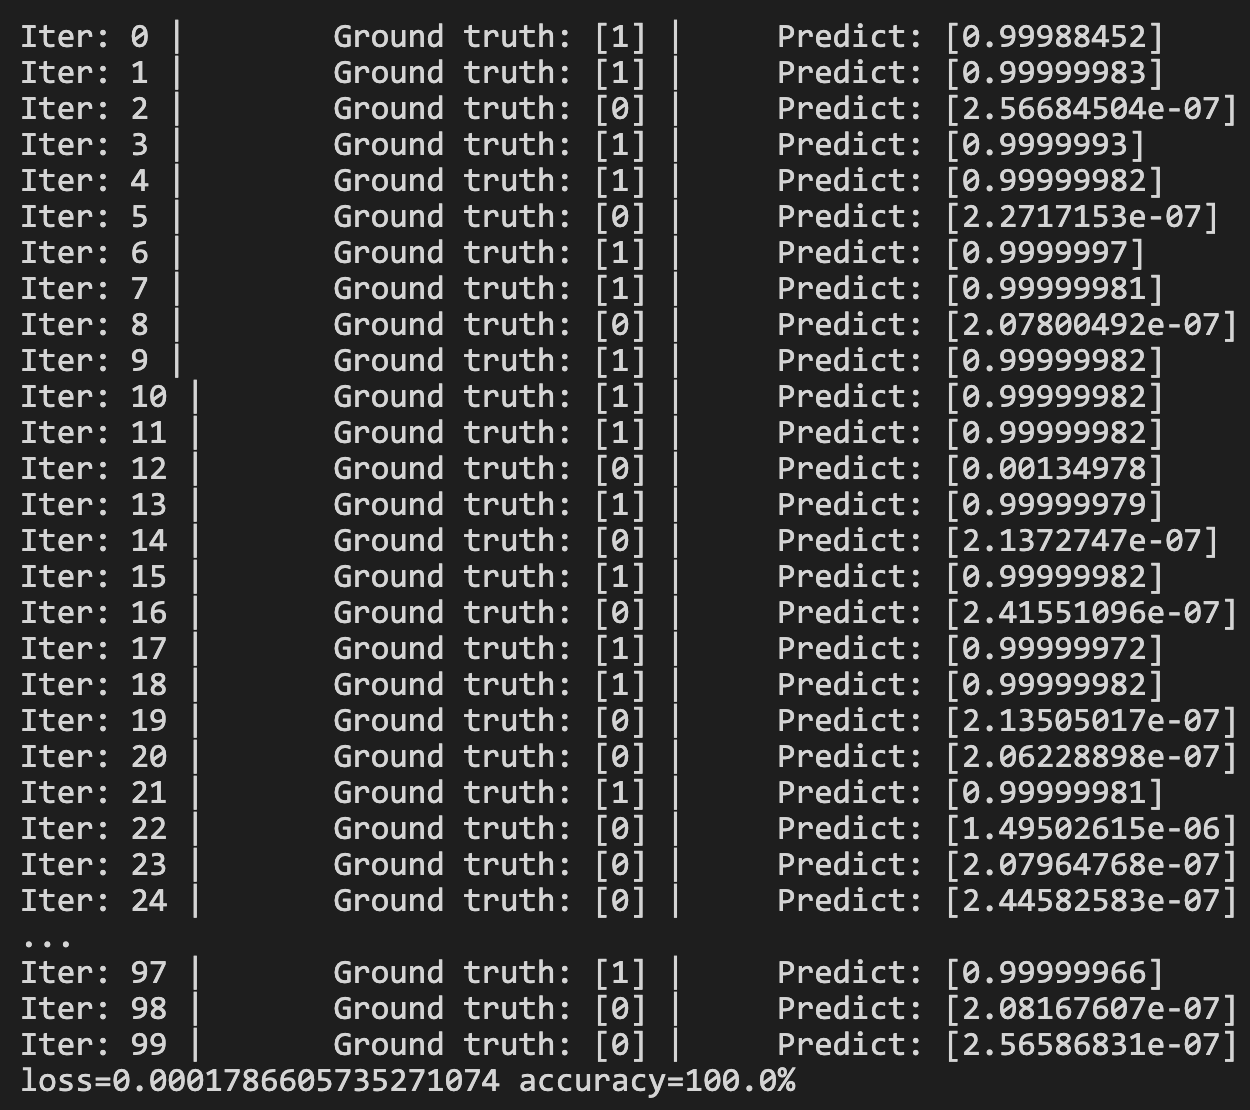 Iter: 0 | Ground truth: [1] | Predict: [0.99988452]
Iter: 1 | Ground truth: [1] | Predict: [0.99999983]
Iter: 2 | Ground truth: [0] | Predict: [2.56684504e-07]
Iter: 3 | Ground truth: [1] | Predict: [0.9999993]
Iter: 4 | Ground truth: [1] | Predict: [0.99999982]
Iter: 5 | Ground truth: [0] | Predict: [2.2717153e-07]
Iter: 6 | Ground truth: [1] | Predict: [0.9999997]
Iter: 7 | Ground truth: [1] | Predict: [0.99999981]
Iter: 8 | Ground truth: [0] | Predict: [2.07800492e-07]
Iter: 9 | Ground truth: [1] | Predict: [0.99999982]
Iter: 10 | Ground truth: [1] | Predict: [0.99999982]
Iter: 11 | Ground truth: [1] | Predict: [0.99999982]
Iter: 12 | Ground truth: [0] | Predict: [0.00134978]
Iter: 13 | Ground truth: [1] | Predict: [0.99999979]
Iter: 14 | Ground truth: [0] | Predict: [2.1372747e-07]
Iter: 15 | Ground truth: [1] | Predict: [0.99999982]
Iter: 16 | Ground truth: [0] | Predict: [2.41551096e-07]
Iter: 17 | Ground truth: [1] | Predict: [0.99999972]
Iter: 18 | Ground truth: [1] | Predict: [0.99999982]
Iter: 19 | Ground truth: [0] | Predict: [2.13505017e-07]
Iter: 20 | Ground truth: [0] | Predict: [2.06228898e-07]
Iter: 21 | Ground truth: [1] | Predict: [0.99999981]
Iter: 22 | Ground truth: [0] | Predict: [1.49502615e-06]
Iter: 23 | Ground truth: [0] | Predict: [2.07964768e-07]
Iter: 24 | Ground truth: [0] | Predict: [2.44582583e-07]
...
Iter: 97 | Ground truth: [1] | Predict: [0.99999966]
Iter: 98 | Ground truth: [0] | Predict: [2.08167607e-07]
Iter: 99 | Ground truth: [0] | Predict: [2.56586831e-07]
loss=0.0001786605735271074 accuracy=100.0%